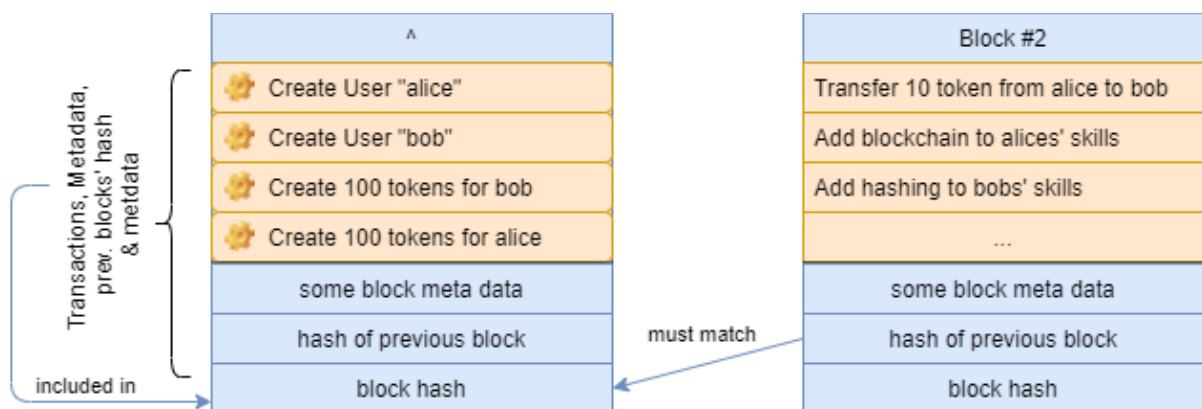 ^
Create User "alice"
Create User "bob"
Create 100 tokens for bob
Create 100 tokens for alice
some block meta data
hash of previous block
block hash
Transactions, Metadata,
prev. blocks' hash
& metdata
included in
must match
Block #2
Transfer 10 token from alice to bob
Add blockchain to alices' skills
Add hashing to bobs' skills
...
some block meta data
hash of previous block
block hash